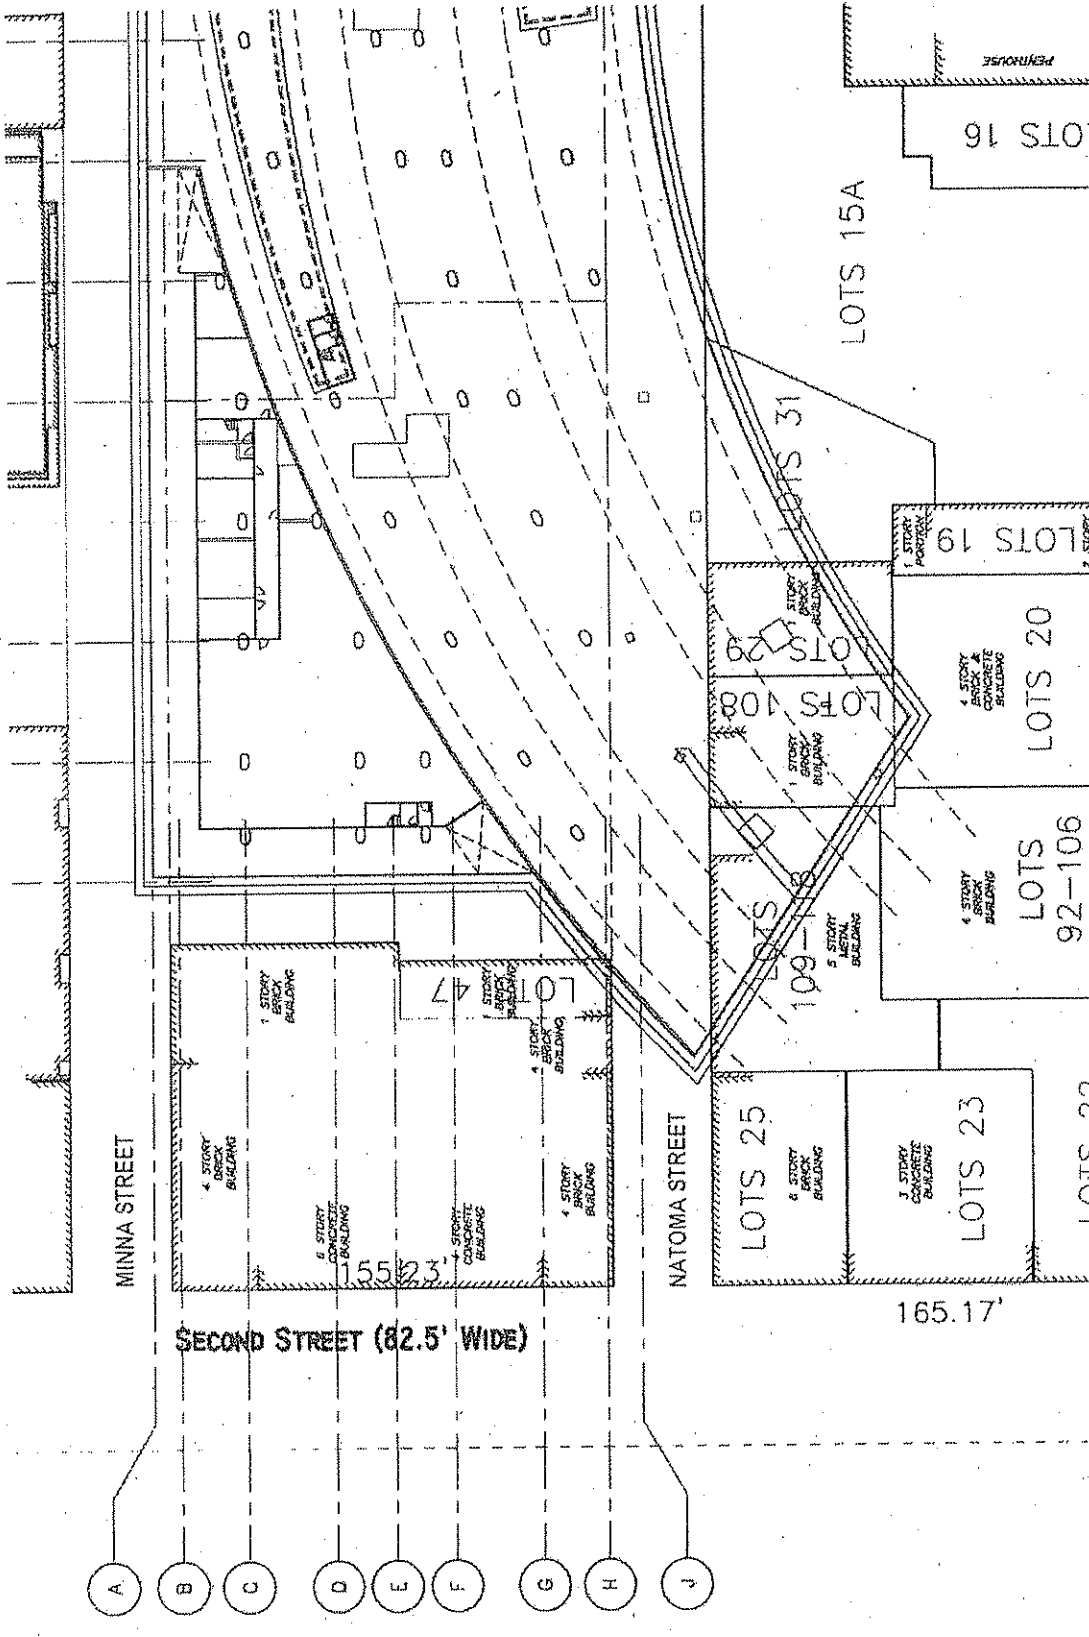 PENTHOUSE
LOTS 16
LOTS 15A
LOTS 31
1 STORY
PORTION
LOTS 19
STORY
BRICK
BUILDING
LOTS 29
4 STORY
BRICK &
CONCRETE
BUILDING
LOTS 20
LOTS 108
1 STORY
BRICK
BUILDING
LOTS
92-106
4 STORY
BRICK
BUILDING
LOTS
5 STORY
METAL
BUILDING
LOT 47
1 STORY
BRICK
BUILDING
1 STORY
BRICK
BUILDING
4 STORY
BRICK
BUILDING
MINNA STREET
4 STORY
BRICK
BUILDING
6 STORY
CONCRETE
BUILDING
STORY
CONCRETE
BUILDING
4 STORY
BRICK
BUILDING
NATOMA STREET
LOTS 25
6 STORY
BRICK
BUILDING
3 STORY
CONCRETE
BUILDING
LOTS 23
LOTS 22
155.23'
165.17'
SECOND STREET (82.5' WIDE)
A
B
C
D
E
F
G
H
J